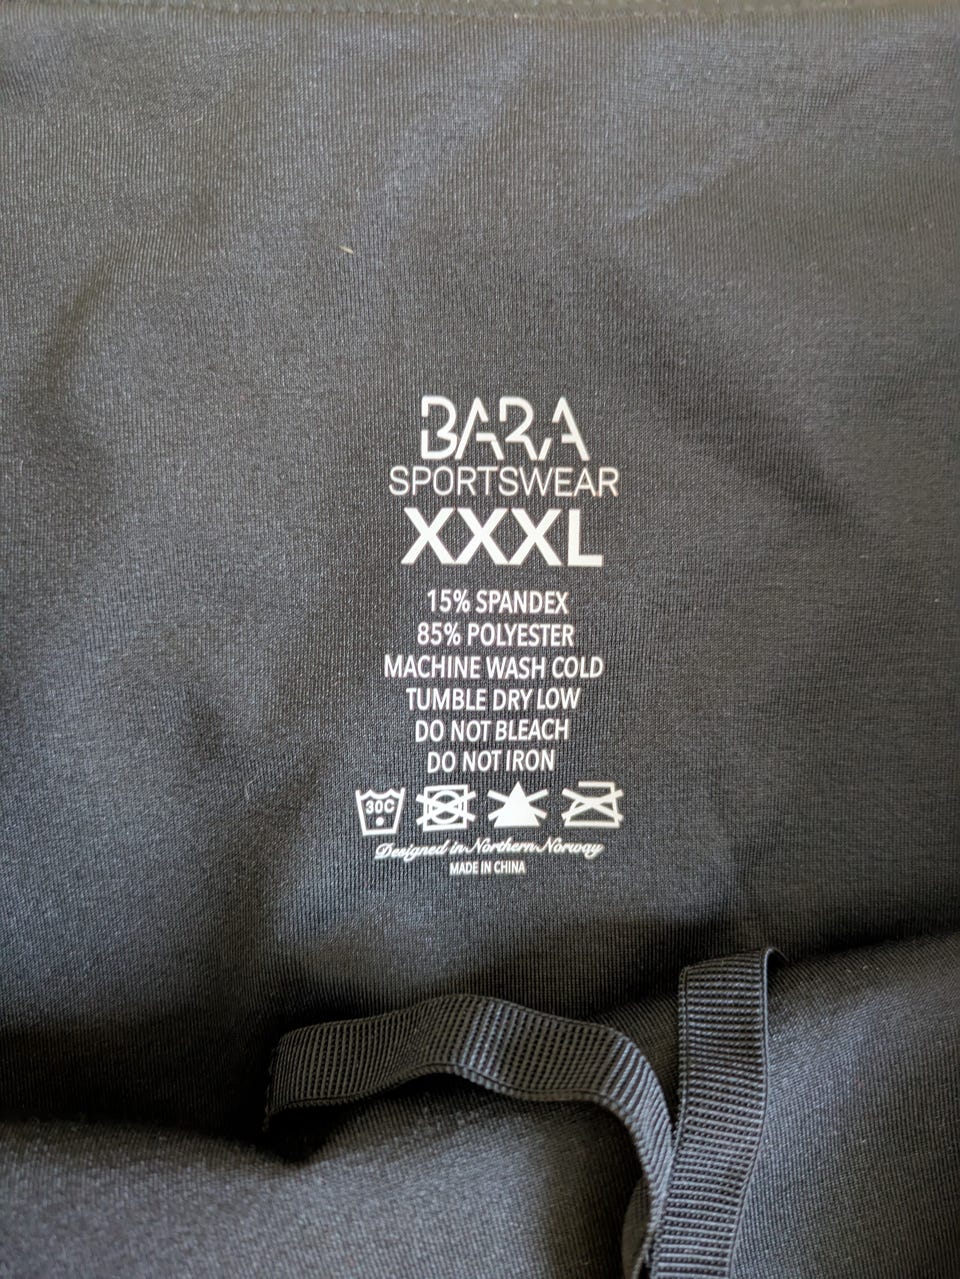 BARA
SPORTSWEAR
XXXL
15% SPANDEX
85% POLYESTER
MACHINE WASH COLD
TUMBLE DRY LOW
DO NOT BLEACH
DO NOT IRON
30C
Designed in Northern Norway
MADE IN CHINA